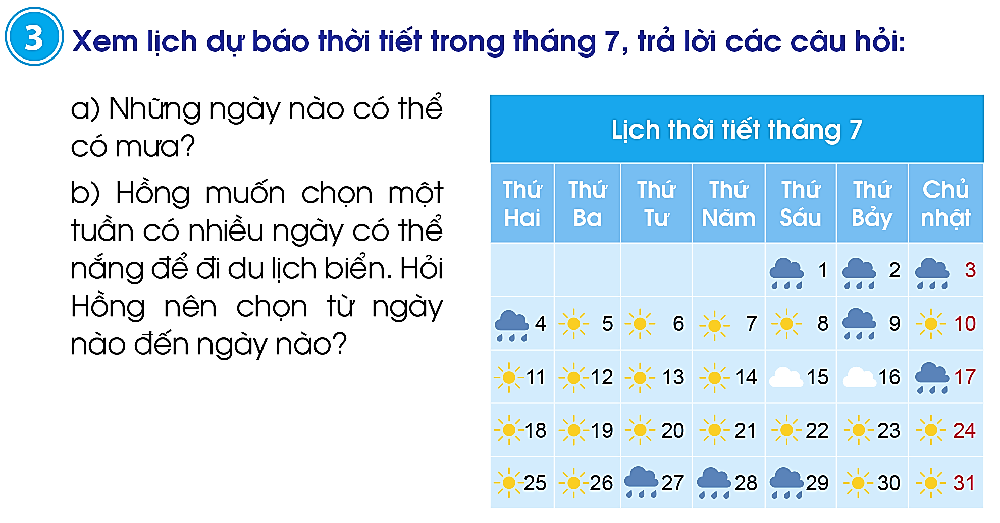 3
Xem lịch dự báo thời tiết trong tháng 7, trả lời các câu hỏi:
a) Những ngày nào có thể
có mưa?
b) Hồng muốn chọn một
tuần có nhiều ngày có thể
nắng để đi du lịch biển. Hỏi
Hồng nên chọn từ ngày
nào đến ngày nào?
Lịch thời tiết tháng 7
Thứ Hai Thứ Ba Thứ Tư Thứ Năm Thứ Sáu Thứ Bảy Chủ nhật
1 2 3
4 5 6 7 8 9 10
11 12 13 14 15 16 17
18 19 20 21 22 23 24
25 26 27 28 29 30 31